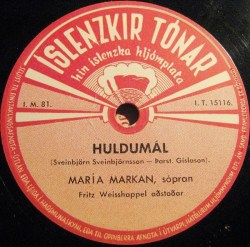 ÍSLENZKIR TÓNAR
hin íslenzka hljómplata
I. M. 81.
I. T. 15116.
HULDUMÁL
(Sveinbjörn Sveinbjörnsson — Þorst. Gíslason).
MARÍA MARKAN, sópran
Fritz Weisshappel aðstoðar